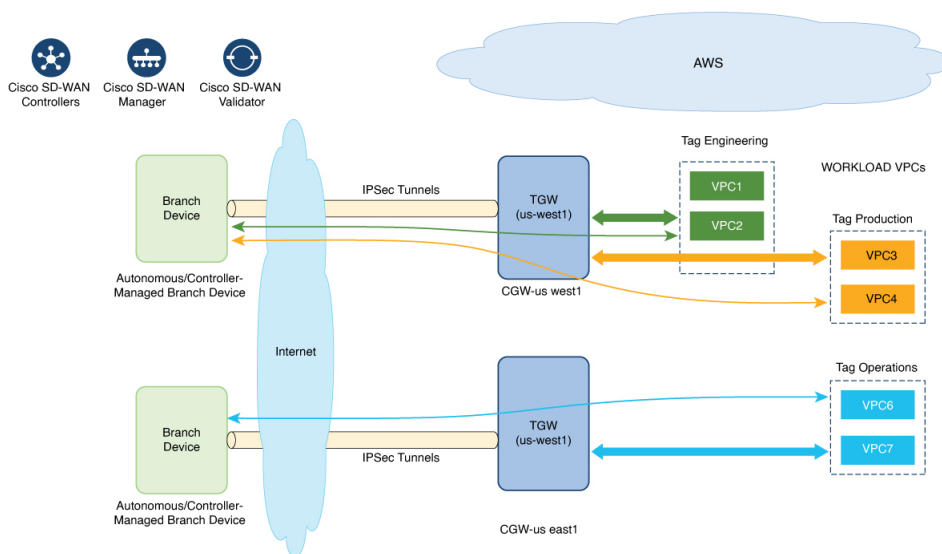 AWS
Cisco SD-WAN
Controllers
Cisco SD-WAN
Manager
Cisco SD-WAN
Validator
Tag Engineering
WORKLOAD VPCs
VPC1
VPC2
IPSec Tunnels
Branch
Device
TGW
(us-west1)
Tag Production
VPC3
VPC4
Autonomous/Controller-
Managed Branch Device
CGW-us west1
Internet
Tag Operations
VPC6
VPC7
Branch
Device
TGW
(us-west1)
IPSec Tunnels
Autonomous/Controller-
Managed Branch Device
CGW-us east1